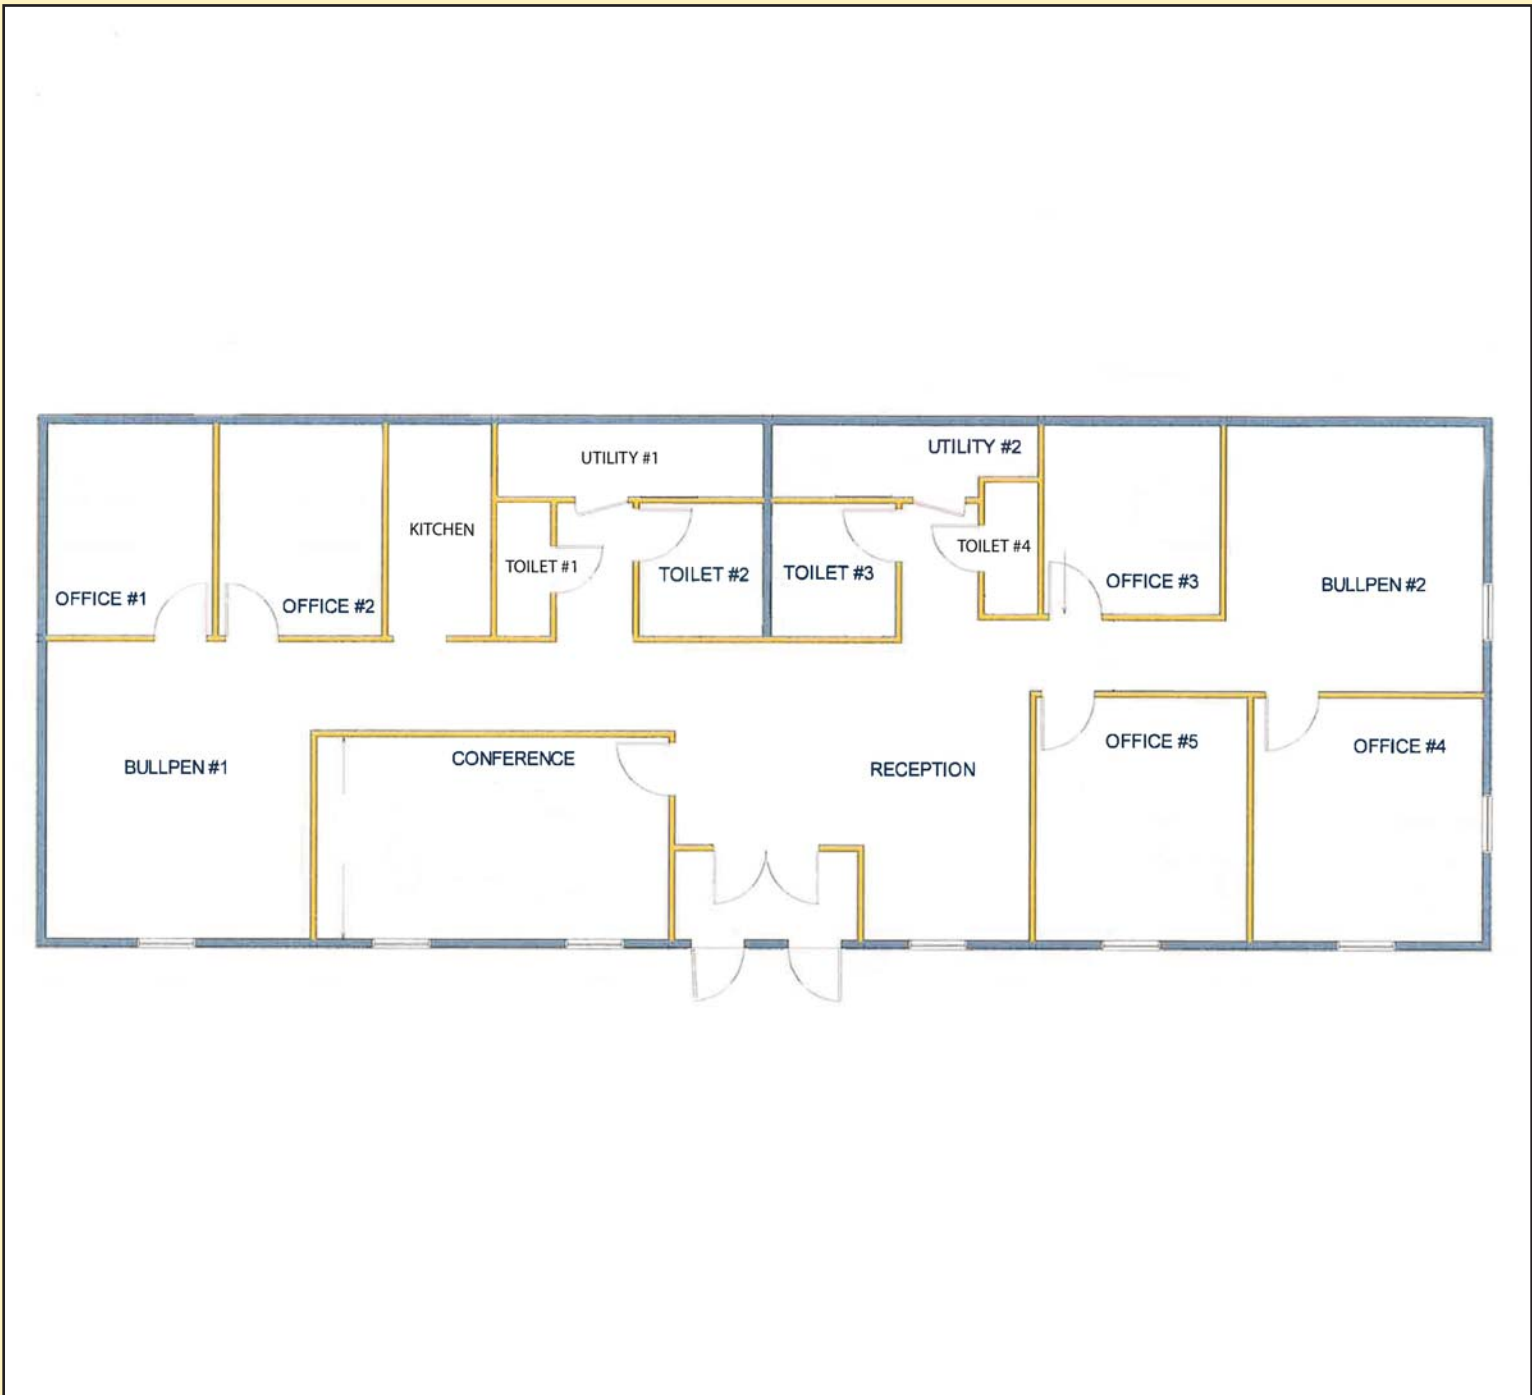 UTILITY #1
UTILITY #2
KITCHEN
TOILET #1
TOILET #2
TOILET #3
TOILET #4
OFFICE #1
OFFICE #2
OFFICE #3
BULLPEN #2
BULLPEN #1
CONFERENCE
RECEPTION
OFFICE #5
OFFICE #4